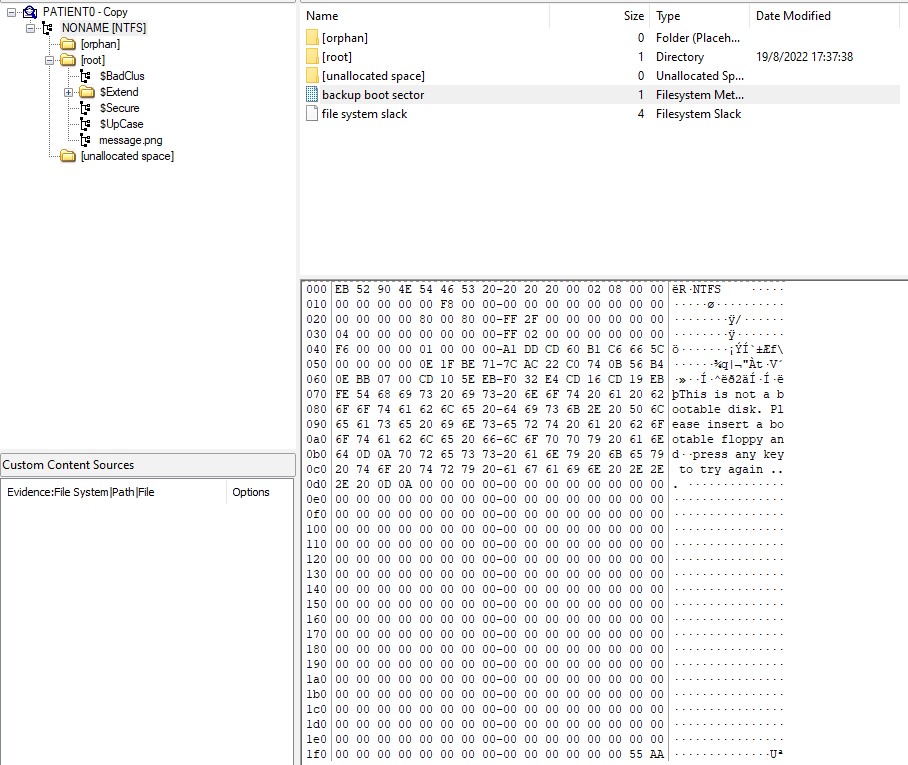 PATIENT0 - Copy
NONAME [NTFS]
[orphan]
[root]
$BadClus
$Extend
$Secure
$UpCase
message.png
[unallocated space]
Custom Content Sources
Evidence:File System|Path|File Options
Name Size Type Date Modified
[orphan] 0 Folder (Placeh...
[root] 1 Directory 19/8/2022 17:37:38
[unallocated space] 0 Unallocated Sp...
backup boot sector 1 Filesystem Met...
file system slack 4 Filesystem Slack
000 EB 52 90 4E 54 46 53 20-20 20 20 00 02 08 00 00 ëR·NTFS    ·····
010 00 00 00 00 00 F8 00 00-00 00 00 00 00 00 00 00 ·····ø··········
020 00 00 00 00 80 00 80 00-FF 2F 00 00 00 00 00 00 ········ÿ/······
030 04 00 00 00 00 00 00 00-FF 02 00 00 00 00 00 00 ········ÿ·······
040 F6 00 00 00 01 00 00 00-A1 DD CD 60 B1 C6 66 5C ö·······¡ÝÍ`±Æf\
050 00 00 00 00 0E 1F BE 71-7C AC 22 C0 74 0B 56 B4 ······¾q|¬"Àt·V´
060 0E BB 07 00 CD 10 5E EB-F0 32 E4 CD 16 CD 19 EB ·»··Í·^ëð2äÍ·Í·ë
070 FE 54 68 69 73 20 69 73-20 6E 6F 74 20 61 20 62 þThis is not a b
080 6F 6F 74 61 62 6C 65 20-64 69 73 6B 2E 20 50 6C ootable disk. Pl
090 65 61 73 65 20 69 6E 73-65 72 74 20 61 20 62 6F ease insert a bo
0a0 6F 74 61 62 6C 65 20 66-6C 6F 70 70 79 20 61 6E otable floppy an
0b0 64 0D 0A 70 72 65 73 73-20 61 6E 79 20 6B 65 79 d··press any key
0c0 20 74 6F 20 74 72 79 20-61 67 61 69 6E 20 2E 2E  to try again ..
0d0 2E 20 0D 0A 00 00 00 00-00 00 00 00 00 00 00 00 . ··············
0e0 00 00 00 00 00 00 00 00-00 00 00 00 00 00 00 00 ················
0f0 00 00 00 00 00 00 00 00-00 00 00 00 00 00 00 00 ················
100 00 00 00 00 00 00 00 00-00 00 00 00 00 00 00 00 ················
110 00 00 00 00 00 00 00 00-00 00 00 00 00 00 00 00 ················
120 00 00 00 00 00 00 00 00-00 00 00 00 00 00 00 00 ················
130 00 00 00 00 00 00 00 00-00 00 00 00 00 00 00 00 ················
140 00 00 00 00 00 00 00 00-00 00 00 00 00 00 00 00 ················
150 00 00 00 00 00 00 00 00-00 00 00 00 00 00 00 00 ················
160 00 00 00 00 00 00 00 00-00 00 00 00 00 00 00 00 ················
170 00 00 00 00 00 00 00 00-00 00 00 00 00 00 00 00 ················
180 00 00 00 00 00 00 00 00-00 00 00 00 00 00 00 00 ················
190 00 00 00 00 00 00 00 00-00 00 00 00 00 00 00 00 ················
1a0 00 00 00 00 00 00 00 00-00 00 00 00 00 00 00 00 ················
1b0 00 00 00 00 00 00 00 00-00 00 00 00 00 00 00 00 ················
1c0 00 00 00 00 00 00 00 00-00 00 00 00 00 00 00 00 ················
1d0 00 00 00 00 00 00 00 00-00 00 00 00 00 00 00 00 ················
1e0 00 00 00 00 00 00 00 00-00 00 00 00 00 00 00 00 ················
1f0 00 00 00 00 00 00 00 00-00 00 00 00 00 00 55 AA ··············Uª